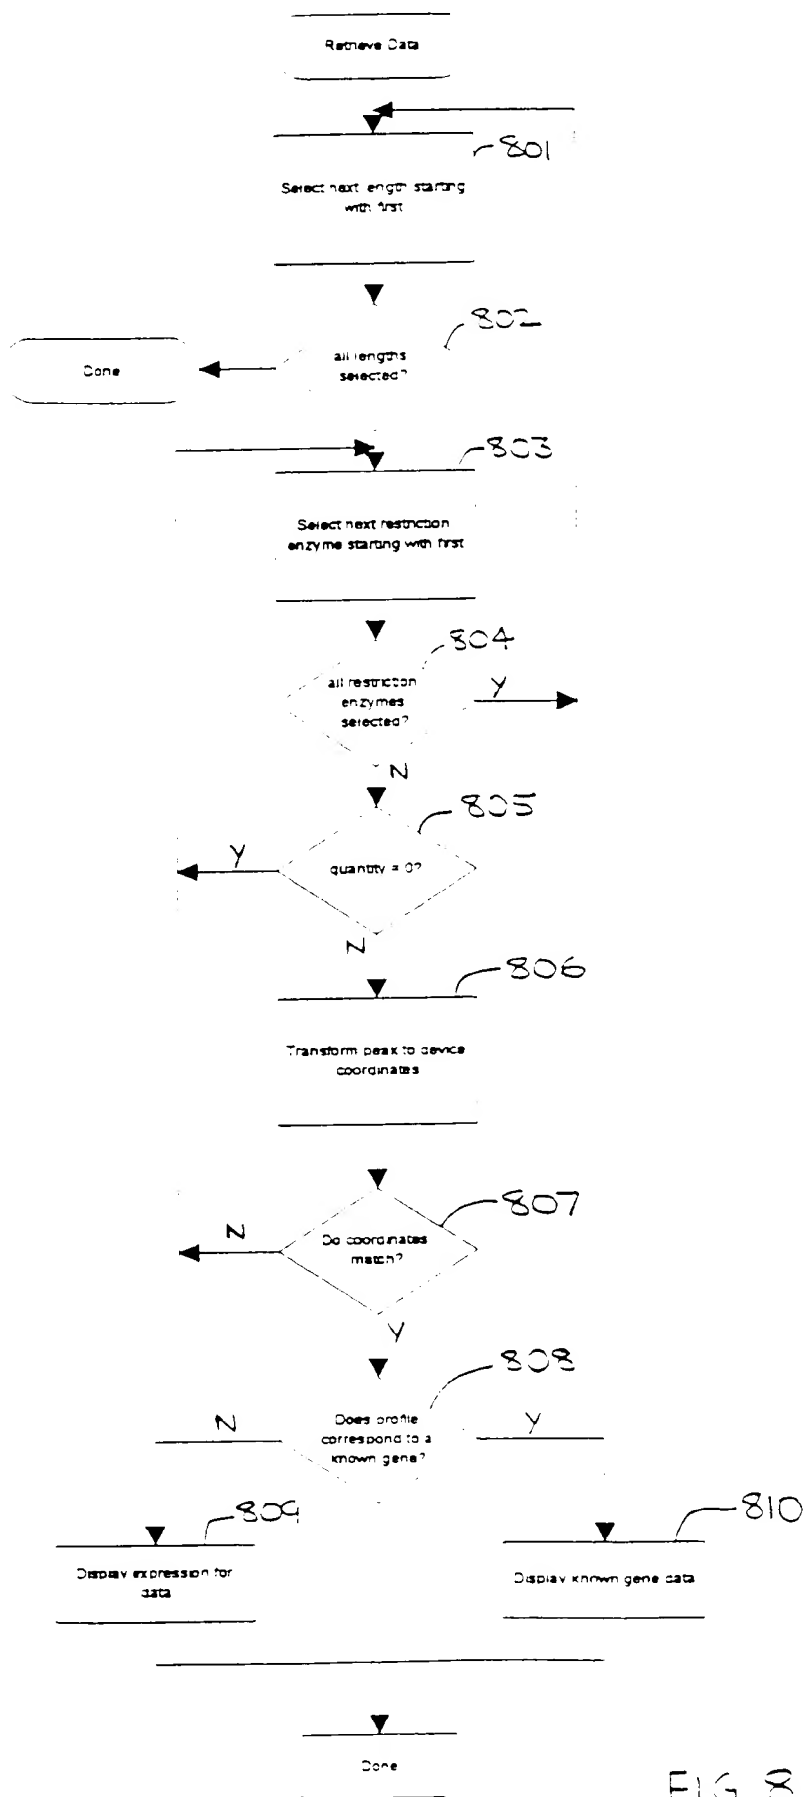 Retrieve Data
801
Select next length starting
with first
802
all lengths
selected?
Done
803
Select next restriction
enzyme starting with first
804
all restriction
enzymes
selected?
Y
N
805
quantity = 0?
Y
N
806
Transform peak to device
coordinates
807
Do coordinates
match?
N
Y
808
Does profile
correspond to a
known gene?
N
Y
809
Display expression for
data
810
Display known gene data
Done
FIG 8